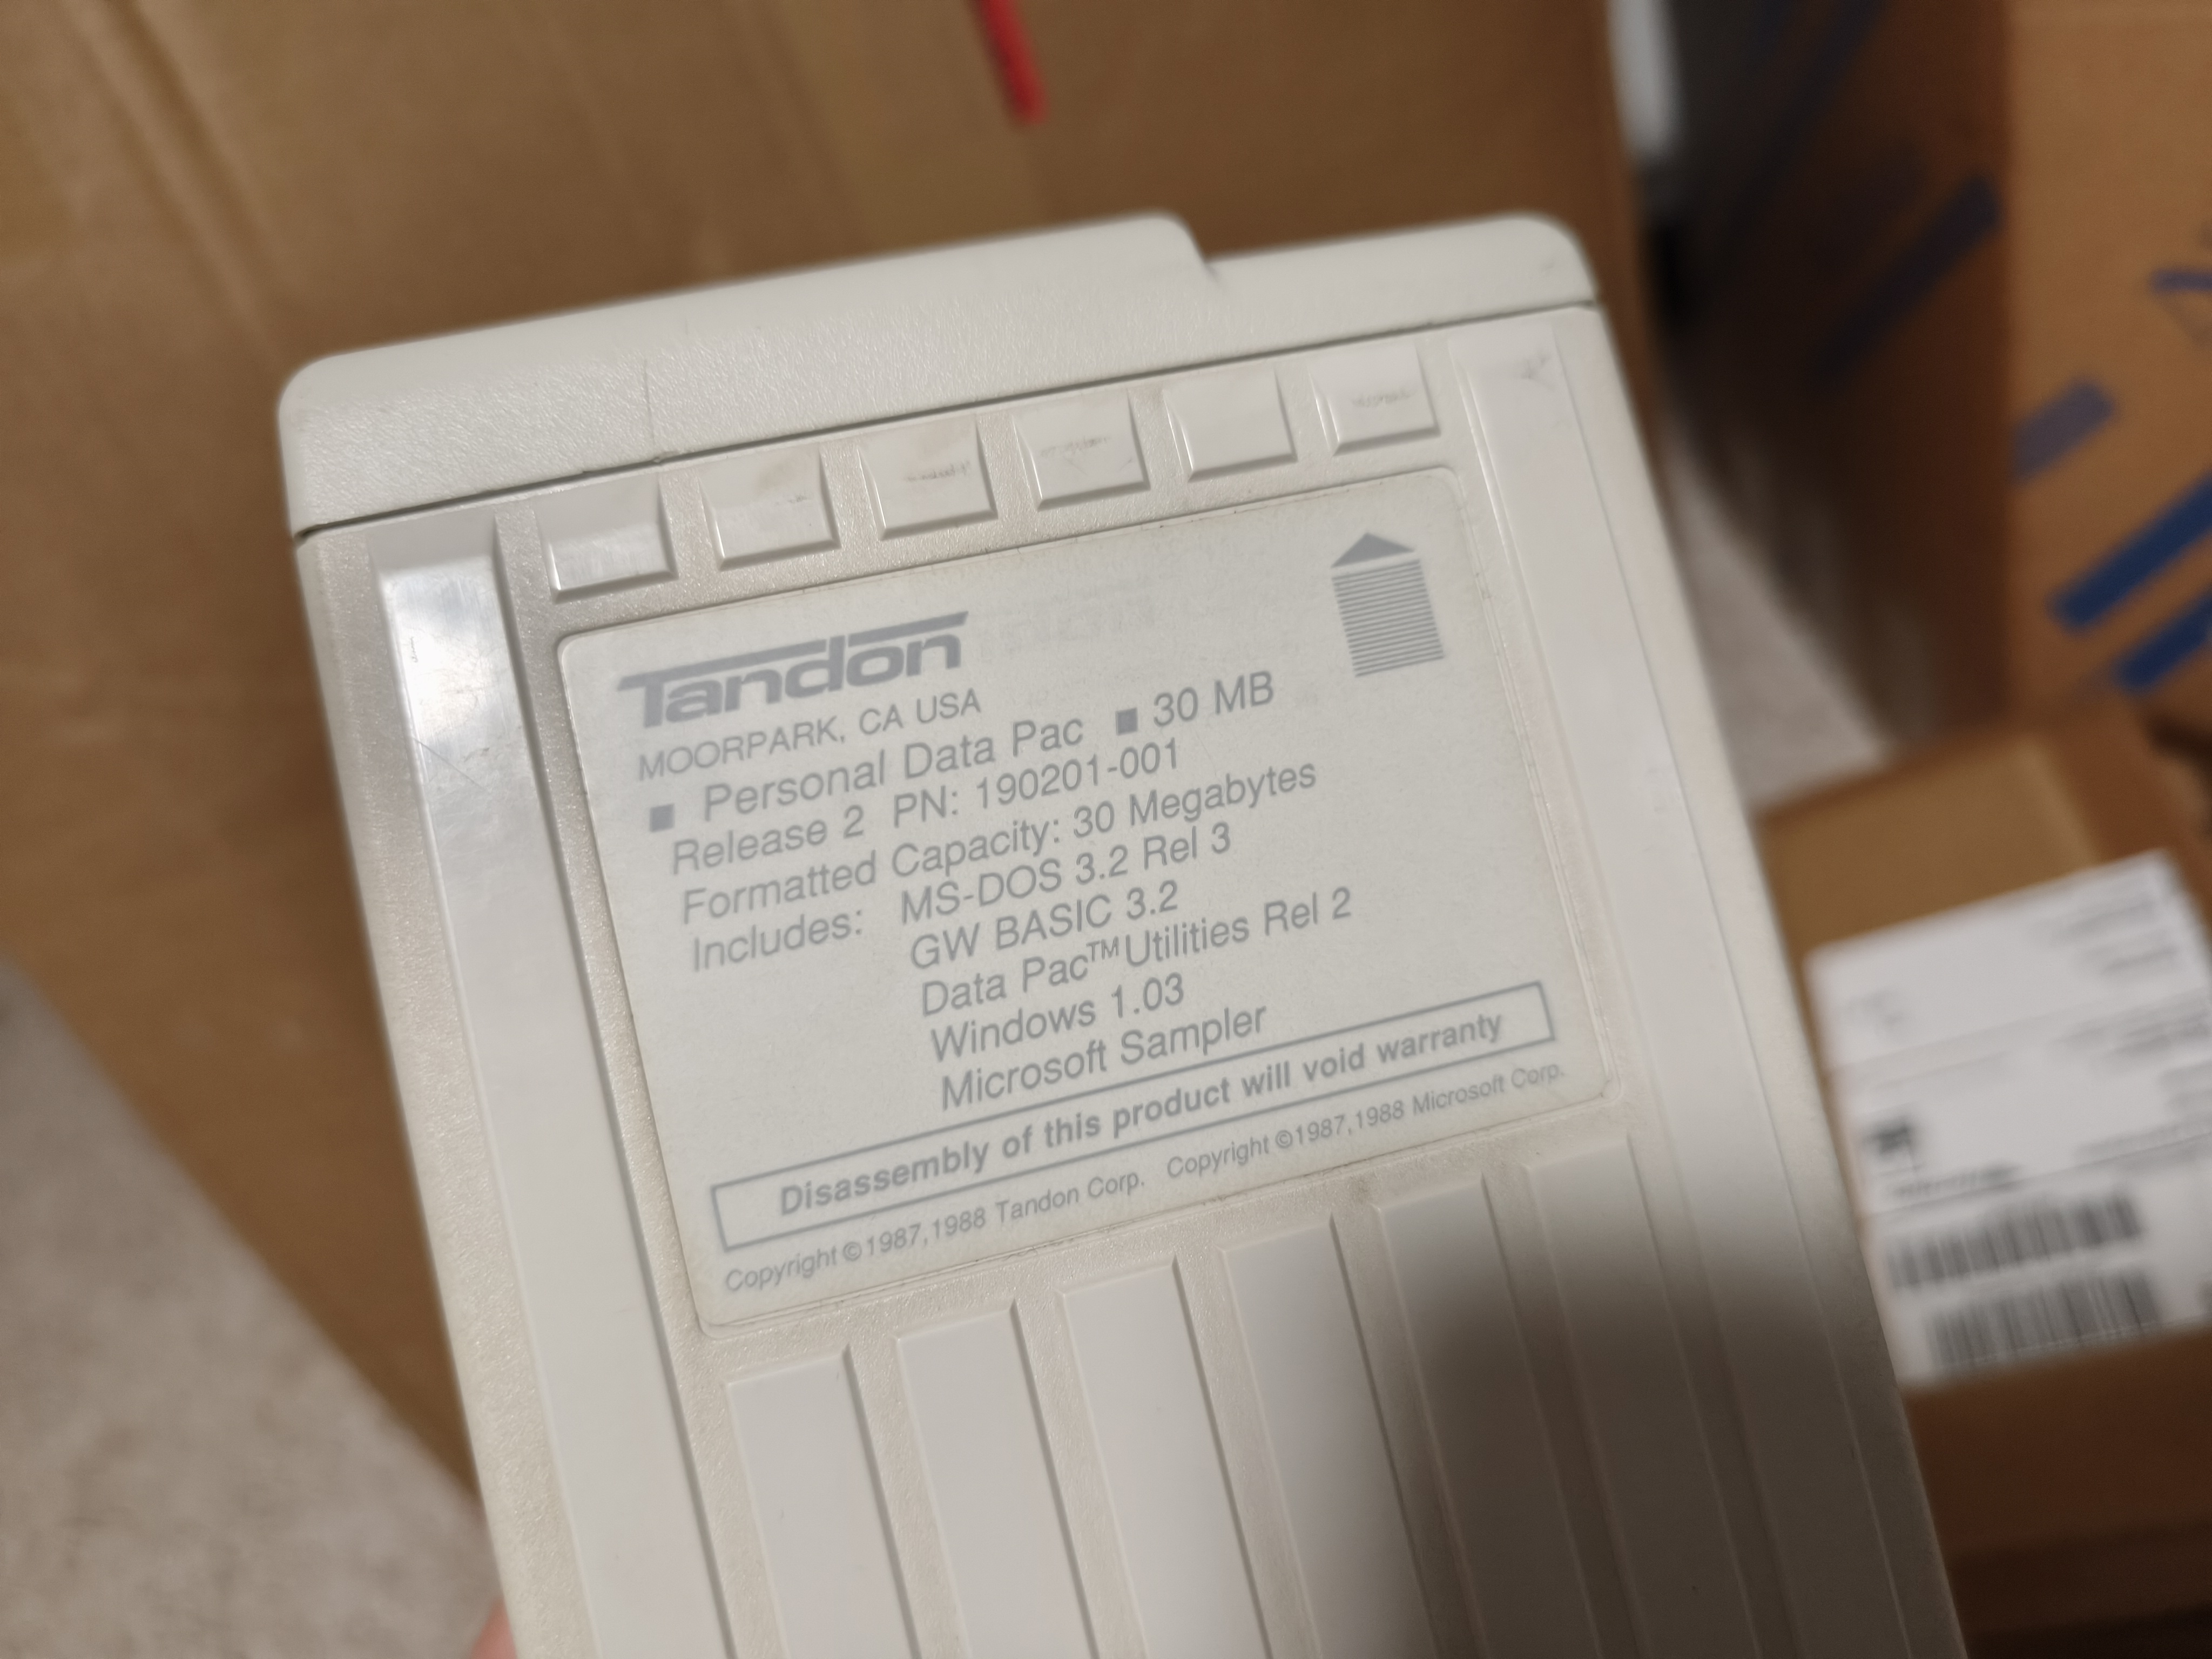 Tandon
MOORPARK, CA USA
■ Personal Data Pac ■ 30 MB
Release 2 PN: 190201-001
Formatted Capacity: 30 Megabytes
Includes: MS-DOS 3.2 Rel 3
GW BASIC 3.2
Data Pac™ Utilities Rel 2
Windows 1.03
Microsoft Sampler
Disassembly of this product will void warranty
Copyright ©1987,1988 Tandon Corp. Copyright ©1987,1988 Microsoft Corp.